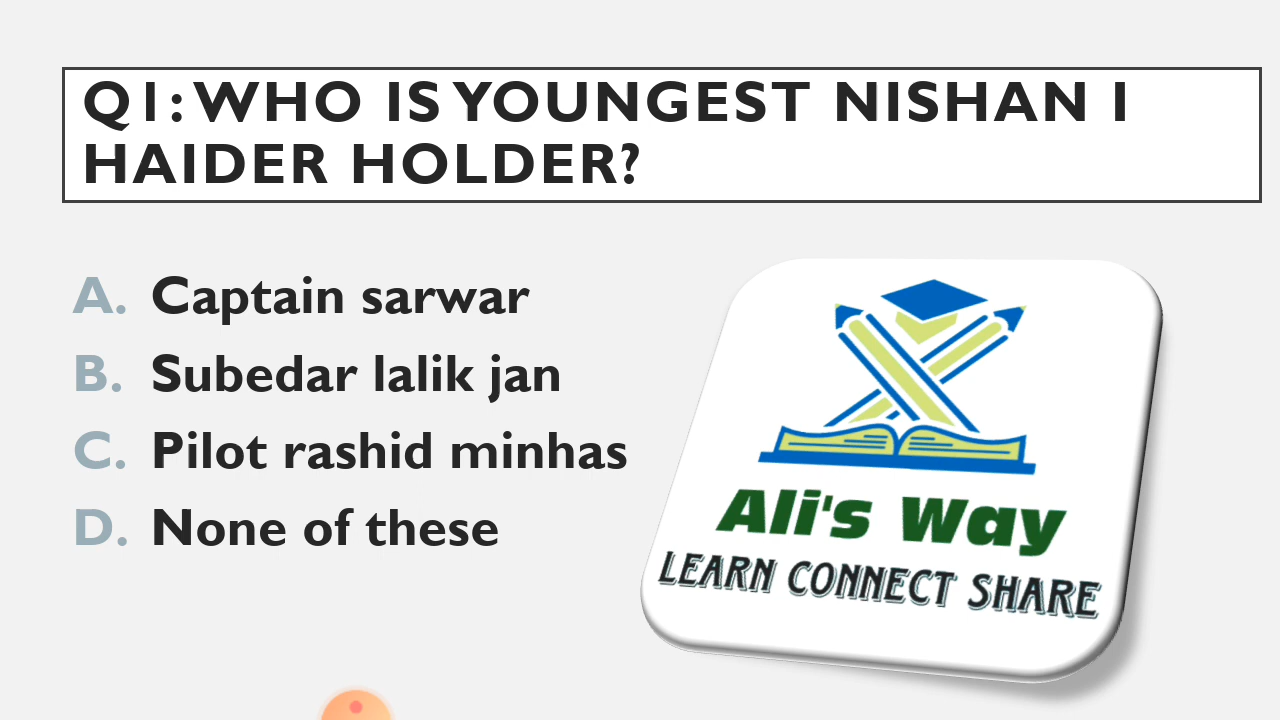 Q1: WHO IS YOUNGEST NISHAN I
HAIDER HOLDER?
A. Captain sarwar
B. Subedar lalik jan
C. Pilot rashid minhas
D. None of these
Ali's Way
LEARN CONNECT SHARE